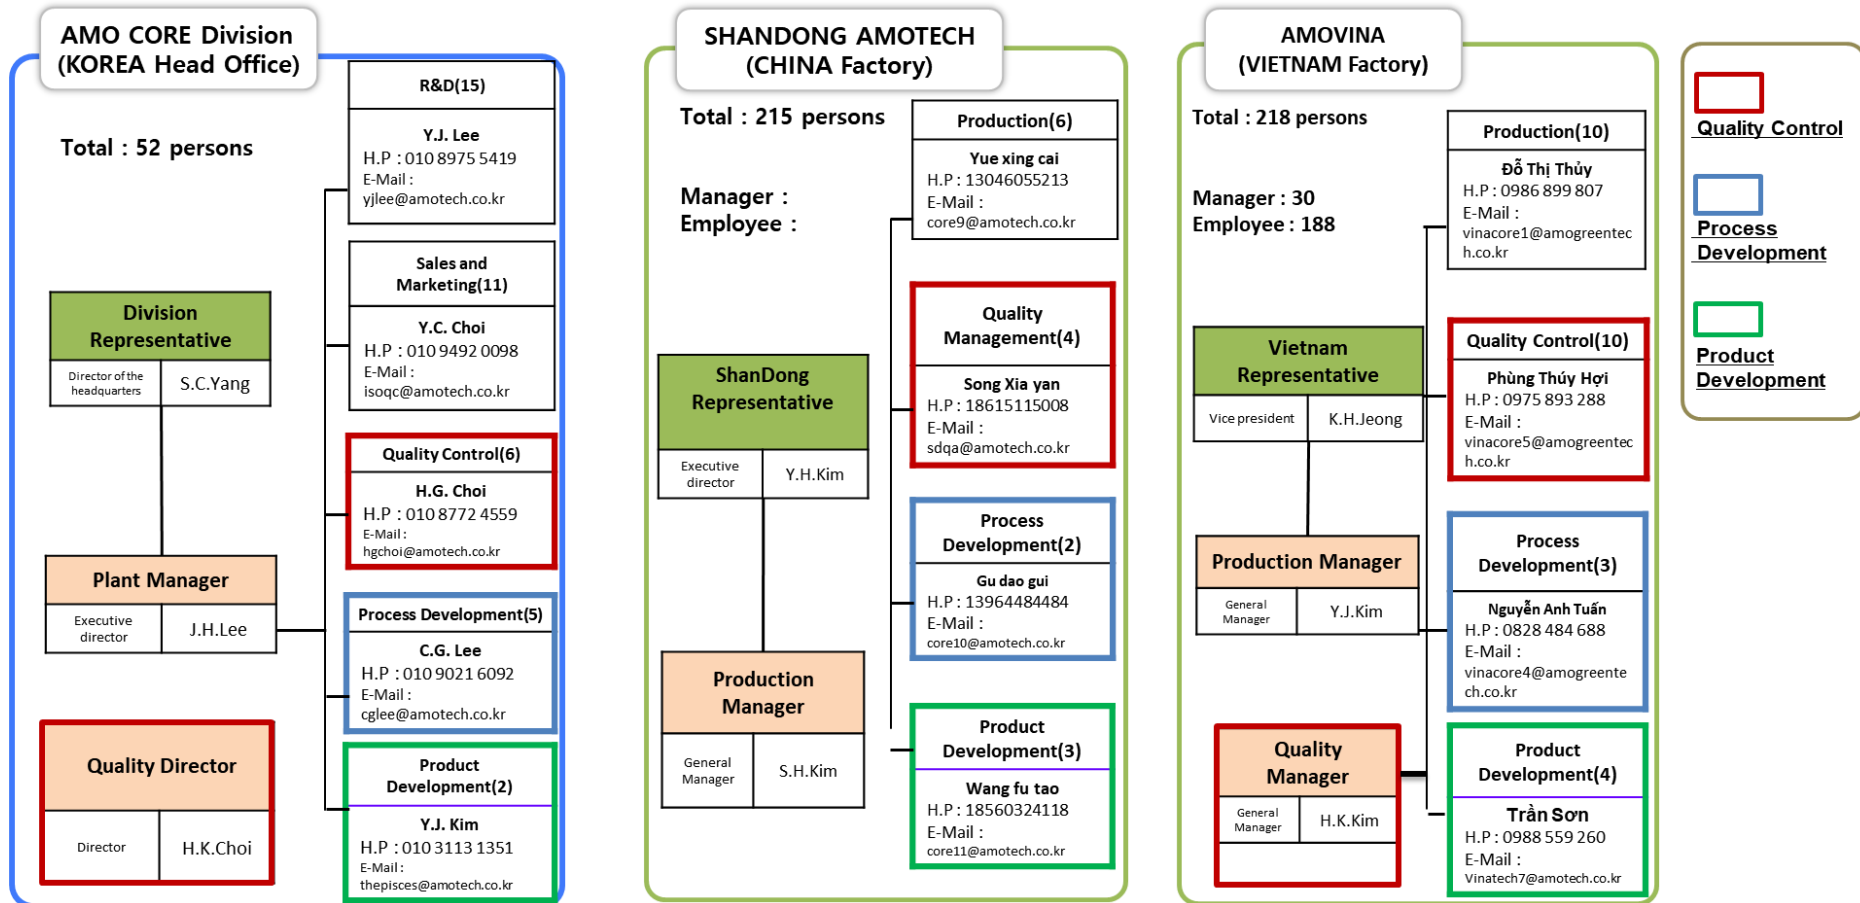 AMO CORE Division
(KOREA Head Office)
Total : 52 persons
Division
Representative
Director of the
headquarters
S.C.Yang
Plant Manager
Executive
director
J.H.Lee
Quality Director
Director
H.K.Choi
R&D(15)
Y.J. Lee
H.P : 010 8975 5419
E-Mail :
yjlee@amotech.co.kr
Sales and
Marketing(11)
Y.C. Choi
H.P : 010 9492 0098
E-Mail :
isoqc@amotech.co.kr
Quality Control(6)
H.G. Choi
H.P : 010 8772 4559
E-Mail :
hgchoi@amotech.co.kr
Process Development(5)
C.G. Lee
H.P : 010 9021 6092
E-Mail :
cglee@amotech.co.kr
Product
Development(2)
Y.J. Kim
H.P : 010 3113 1351
E-Mail :
thepisces@amotech.co.kr
SHANDONG AMOTECH
(CHINA Factory)
Total : 215 persons
Manager :
Employee :
ShanDong
Representative
Executive
director
Y.H.Kim
Production
Manager
General
Manager
S.H.Kim
Production(6)
Yue xing cai
H.P : 13046055213
E-Mail :
core9@amotech.co.kr
Quality
Management(4)
Song Xia yan
H.P : 18615115008
E-Mail :
sdqa@amotech.co.kr
Process
Development(2)
Gu dao gui
H.P : 13964484484
E-Mail :
core10@amotech.co.kr
Product
Development(3)
Wang fu tao
H.P : 18560324118
E-Mail :
core11@amotech.co.kr
AMOVINA
(VIETNAM Factory)
Total : 218 persons
Manager : 30
Employee : 188
Vietnam
Representative
Vice president
K.H.Jeong
Production Manager
General
Manager
Y.J.Kim
Quality
Manager
General
Manager
H.K.Kim
Production(10)
Đỗ Thị Thủy
H.P : 0986 899 807
E-Mail :
vinacore1@amogreentec
h.co.kr
Quality Control(10)
Phùng Thúy Hợi
H.P : 0975 893 288
E-Mail :
vinacore5@amogreentec
h.co.kr
Process
Development(3)
Nguyễn Anh Tuấn
H.P : 0828 484 688
E-Mail :
vinacore4@amogreente
ch.co.kr
Product
Development(4)
Trần Sơn
H.P : 0988 559 260
E-Mail :
Vinatech7@amotech.co.kr
Quality Control
Process
Development
Product
Development